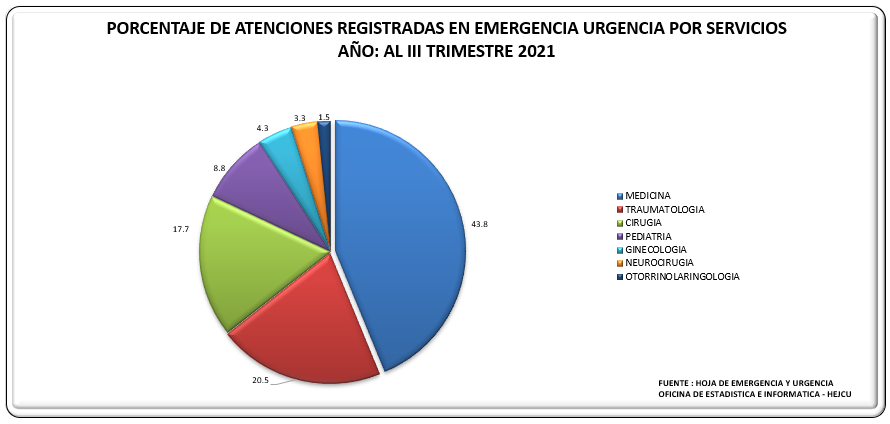 PORCENTAJE DE ATENCIONES REGISTRADAS EN EMERGENCIA URGENCIA POR SERVICIOS
AÑO: AL III TRIMESTRE 2021
1.5
3.3
4.3
8.8
17.7
43.8
20.5
MEDICINA
TRAUMATOLOGIA
CIRUGIA
PEDIATRIA
GINECOLOGIA
NEUROCIRUGIA
OTORRINOLARINGOLOGIA
FUENTE : HOJA DE EMERGENCIA Y URGENCIA
OFICINA DE ESTADISTICA E INFORMATICA - HEJCU